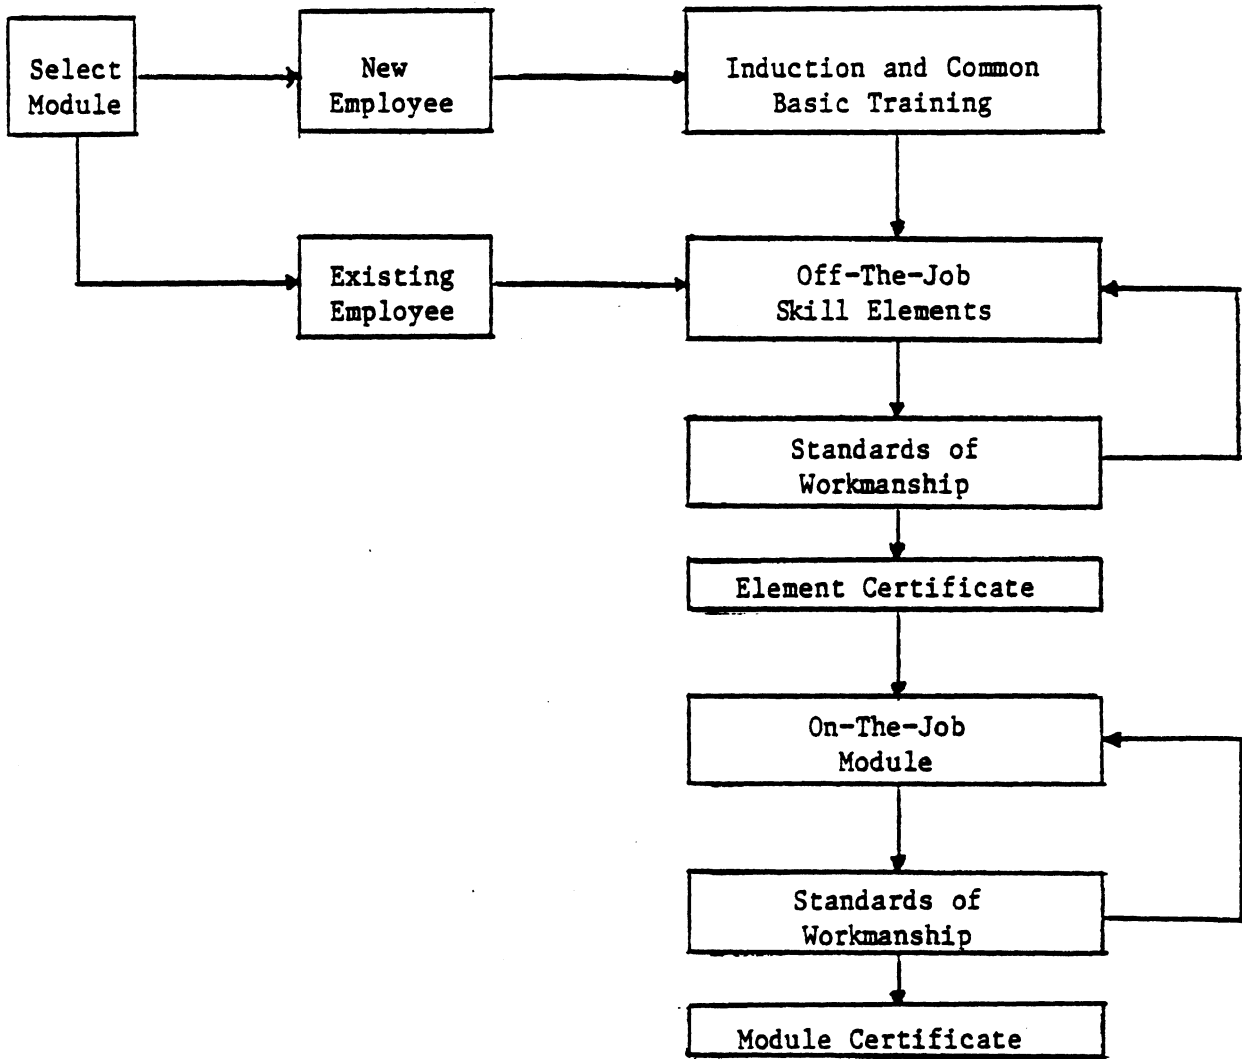 Select
Module
New
Employee
Induction and Common
Basic Training
Existing
Employee
Off-The-Job
Skill Elements
Standards of
Workmanship
Element Certificate
On-The-Job
Module
Standards of
Workmanship
Module Certificate